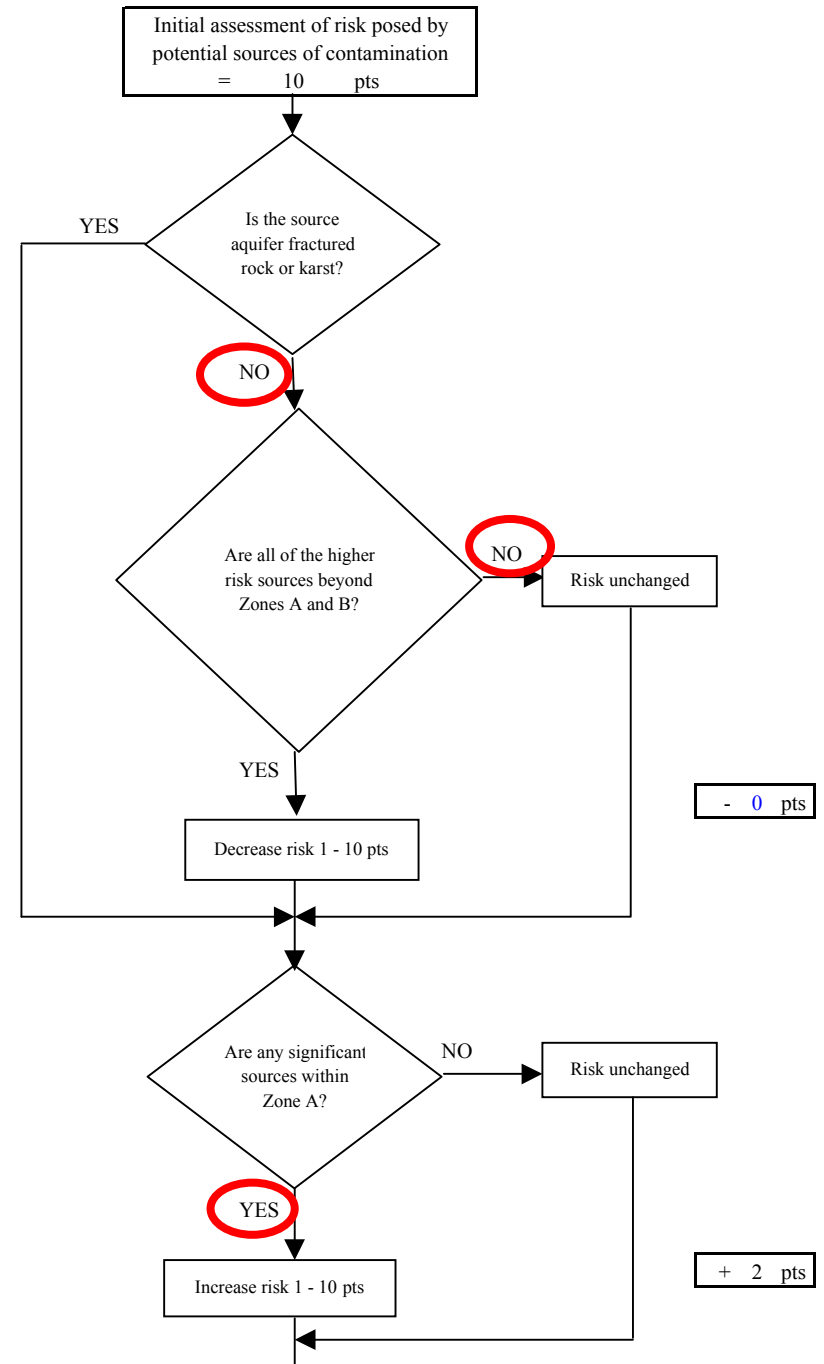 Initial assessment of risk posed by
potential sources of contamination
= 10 pts
YES
Is the source
aquifer fractured
rock or karst?
NO
Are all of the higher
risk sources beyond
Zones A and B?
NO
Risk unchanged
YES
- 0 pts
Decrease risk 1 - 10 pts
Are any significant
sources within
Zone A?
NO
Risk unchanged
YES
Increase risk 1 - 10 pts
+ 2 pts